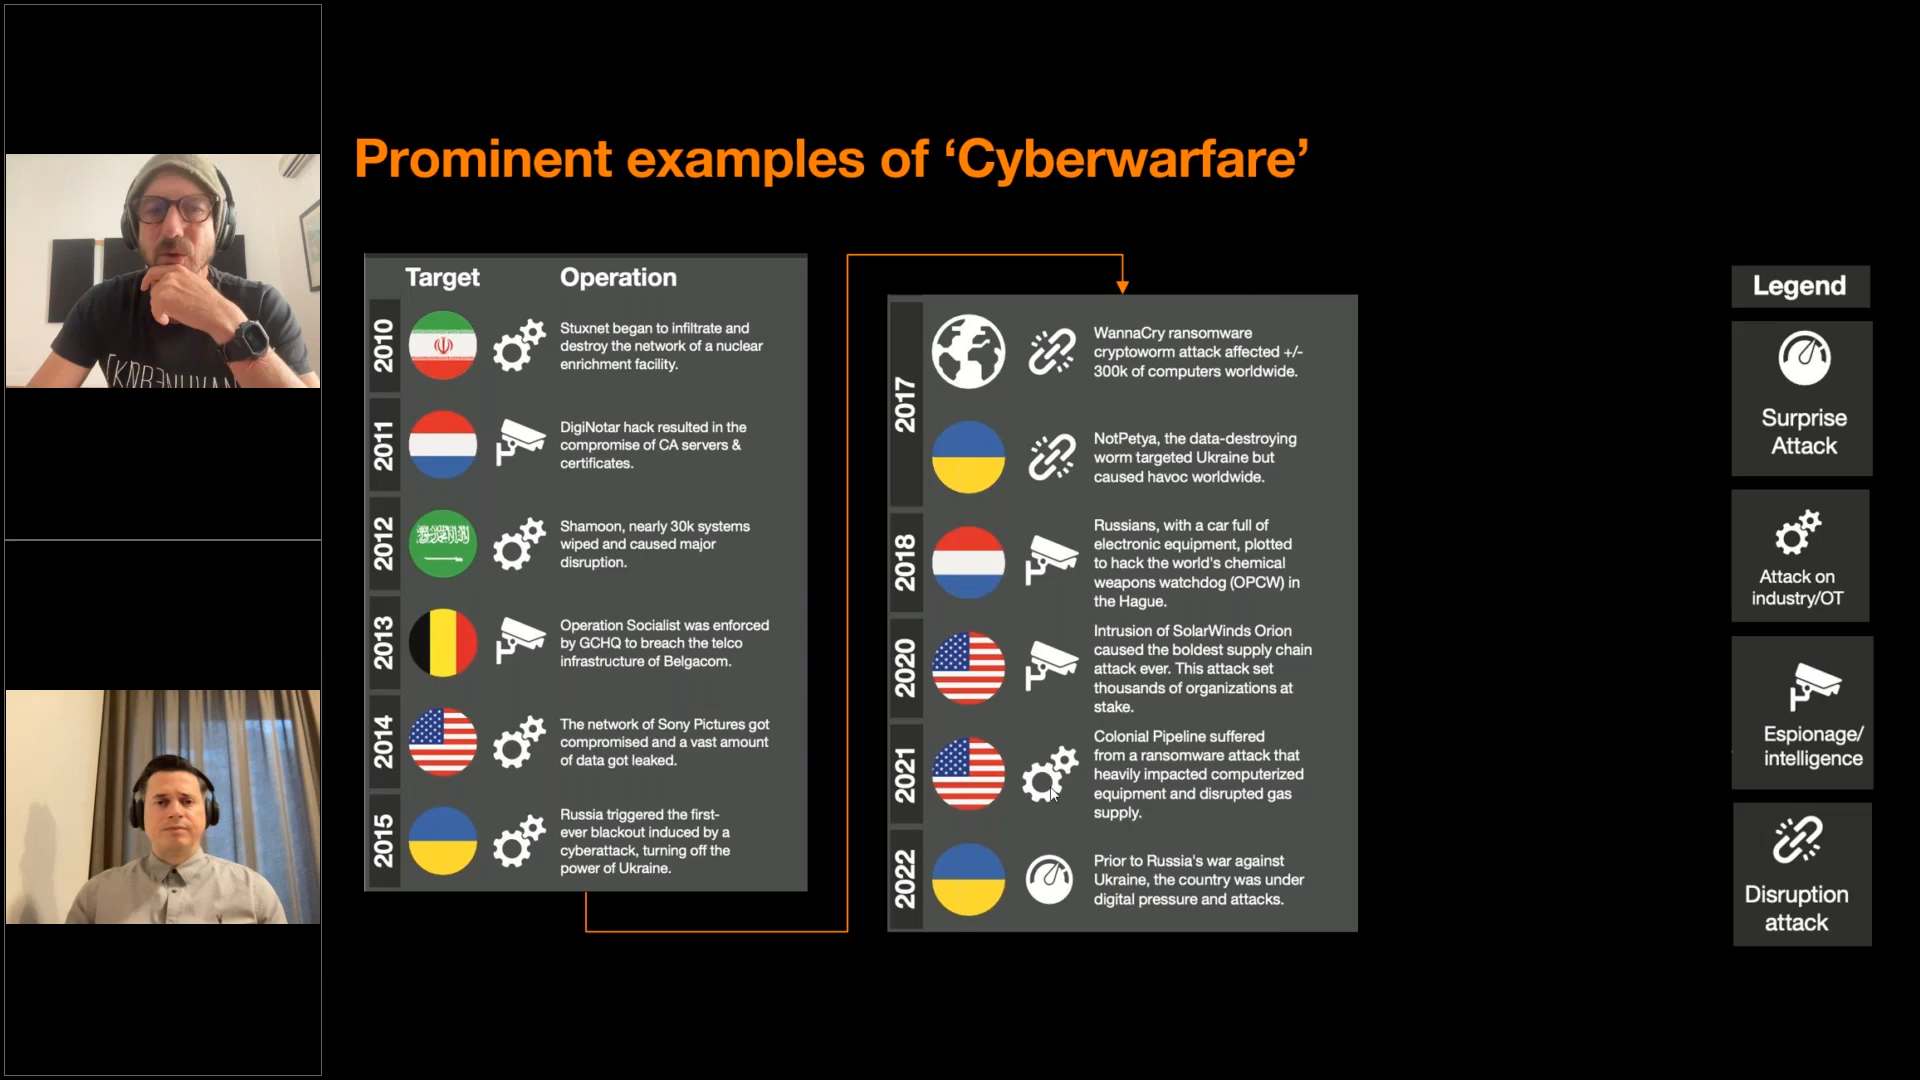 Prominent examples of ‘Cyberwarfare’
Target
Operation
2010
Stuxnet began to infiltrate and
destroy the network of a nuclear
enrichment facility.
2011
DigiNotar hack resulted in the
compromise of CA servers &
certificates.
2012
Shamoon, nearly 30k systems
wiped and caused major
disruption.
2013
Operation Socialist was enforced
by GCHQ to breach the telco
infrastructure of Belgacom.
2014
The network of Sony Pictures got
compromised and a vast amount
of data got leaked.
2015
Russia triggered the first-
ever blackout induced by a
cyberattack, turning off the
power of Ukraine.
2017
WannaCry ransomware
cryptoworm attack affected +/-
300k of computers worldwide.
NotPetya, the data-destroying
worm targeted Ukraine but
caused havoc worldwide.
2018
Russians, with a car full of
electronic equipment, plotted
to hack the world's chemical
weapons watchdog (OPCW) in
the Hague.
2020
Intrusion of SolarWinds Orion
caused the boldest supply chain
attack ever. This attack set
thousands of organizations at
stake.
2021
Colonial Pipeline suffered
from a ransomware attack that
heavily impacted computerized
equipment and disrupted gas
supply.
2022
Prior to Russia's war against
Ukraine, the country was under
digital pressure and attacks.
Legend
Surprise
Attack
Attack on
industry/OT
Espionage/
intelligence
Disruption
attack